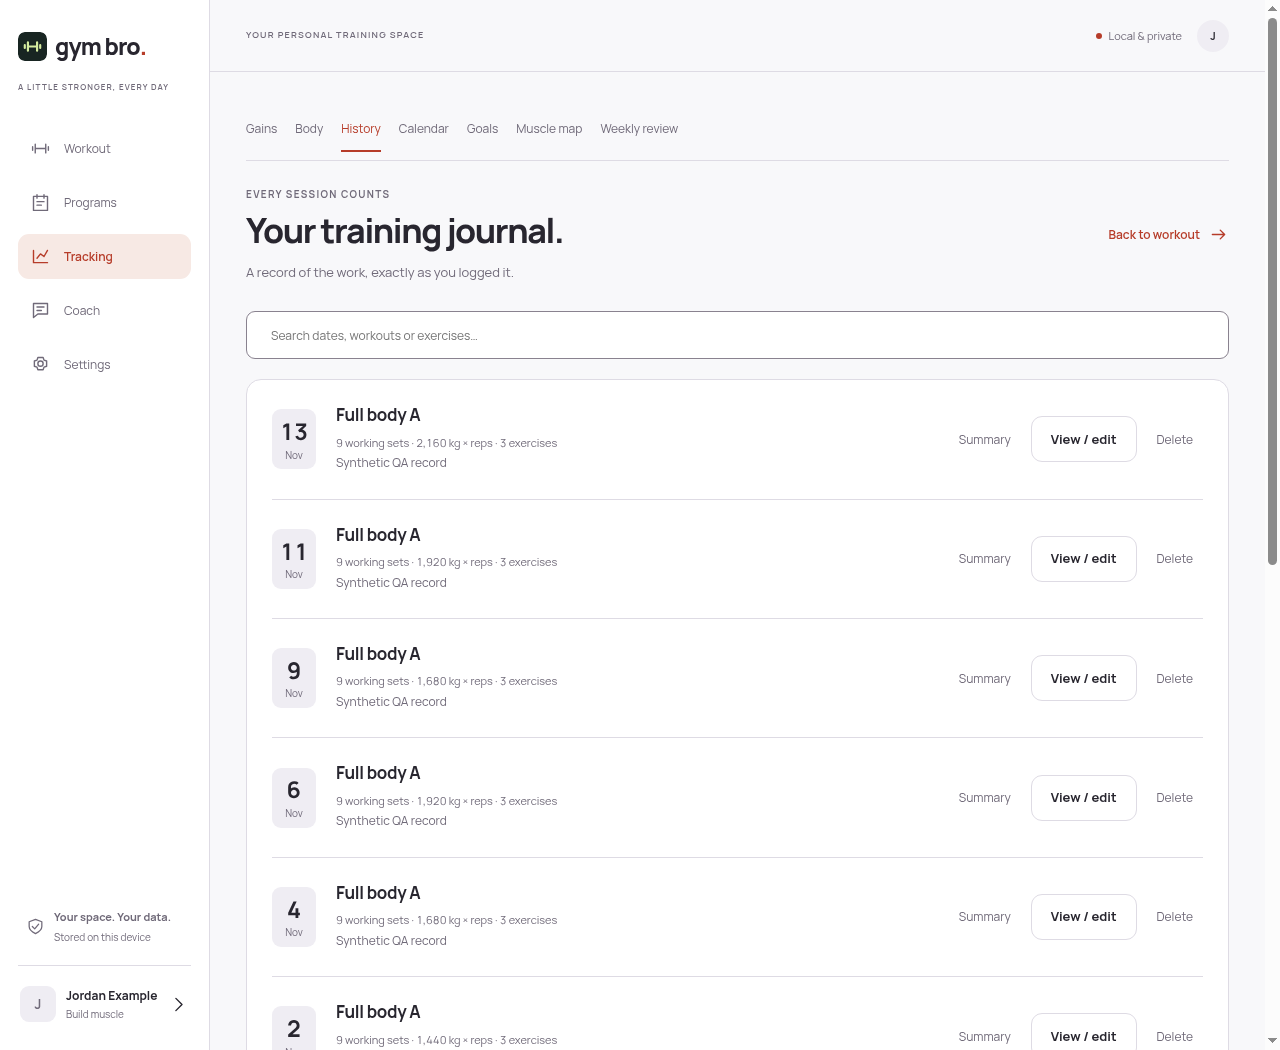 gym bro.
A LITTLE STRONGER, EVERY DAY
Workout
Programs
Tracking
Coach
Settings
Your space. Your data.
Stored on this device
J
Jordan Example
Build muscle
YOUR PERSONAL TRAINING SPACE
Local & private
J
Gains Body History Calendar Goals Muscle map Weekly review
EVERY SESSION COUNTS
Your training journal.
Back to workout
A record of the work, exactly as you logged it.
Search dates, workouts or exercises...
13 Nov
Full body A
9 working sets · 2,160 kg × reps · 3 exercises
Synthetic QA record
Summary View / edit Delete
11 Nov
Full body A
9 working sets · 1,920 kg × reps · 3 exercises
Synthetic QA record
Summary View / edit Delete
9 Nov
Full body A
9 working sets · 1,680 kg × reps · 3 exercises
Synthetic QA record
Summary View / edit Delete
6 Nov
Full body A
9 working sets · 1,920 kg × reps · 3 exercises
Synthetic QA record
Summary View / edit Delete
4 Nov
Full body A
9 working sets · 1,680 kg × reps · 3 exercises
Synthetic QA record
Summary View / edit Delete
2
Full body A
9 working sets · 1,440 kg × reps · 3 exercises
Summary View / edit Delete